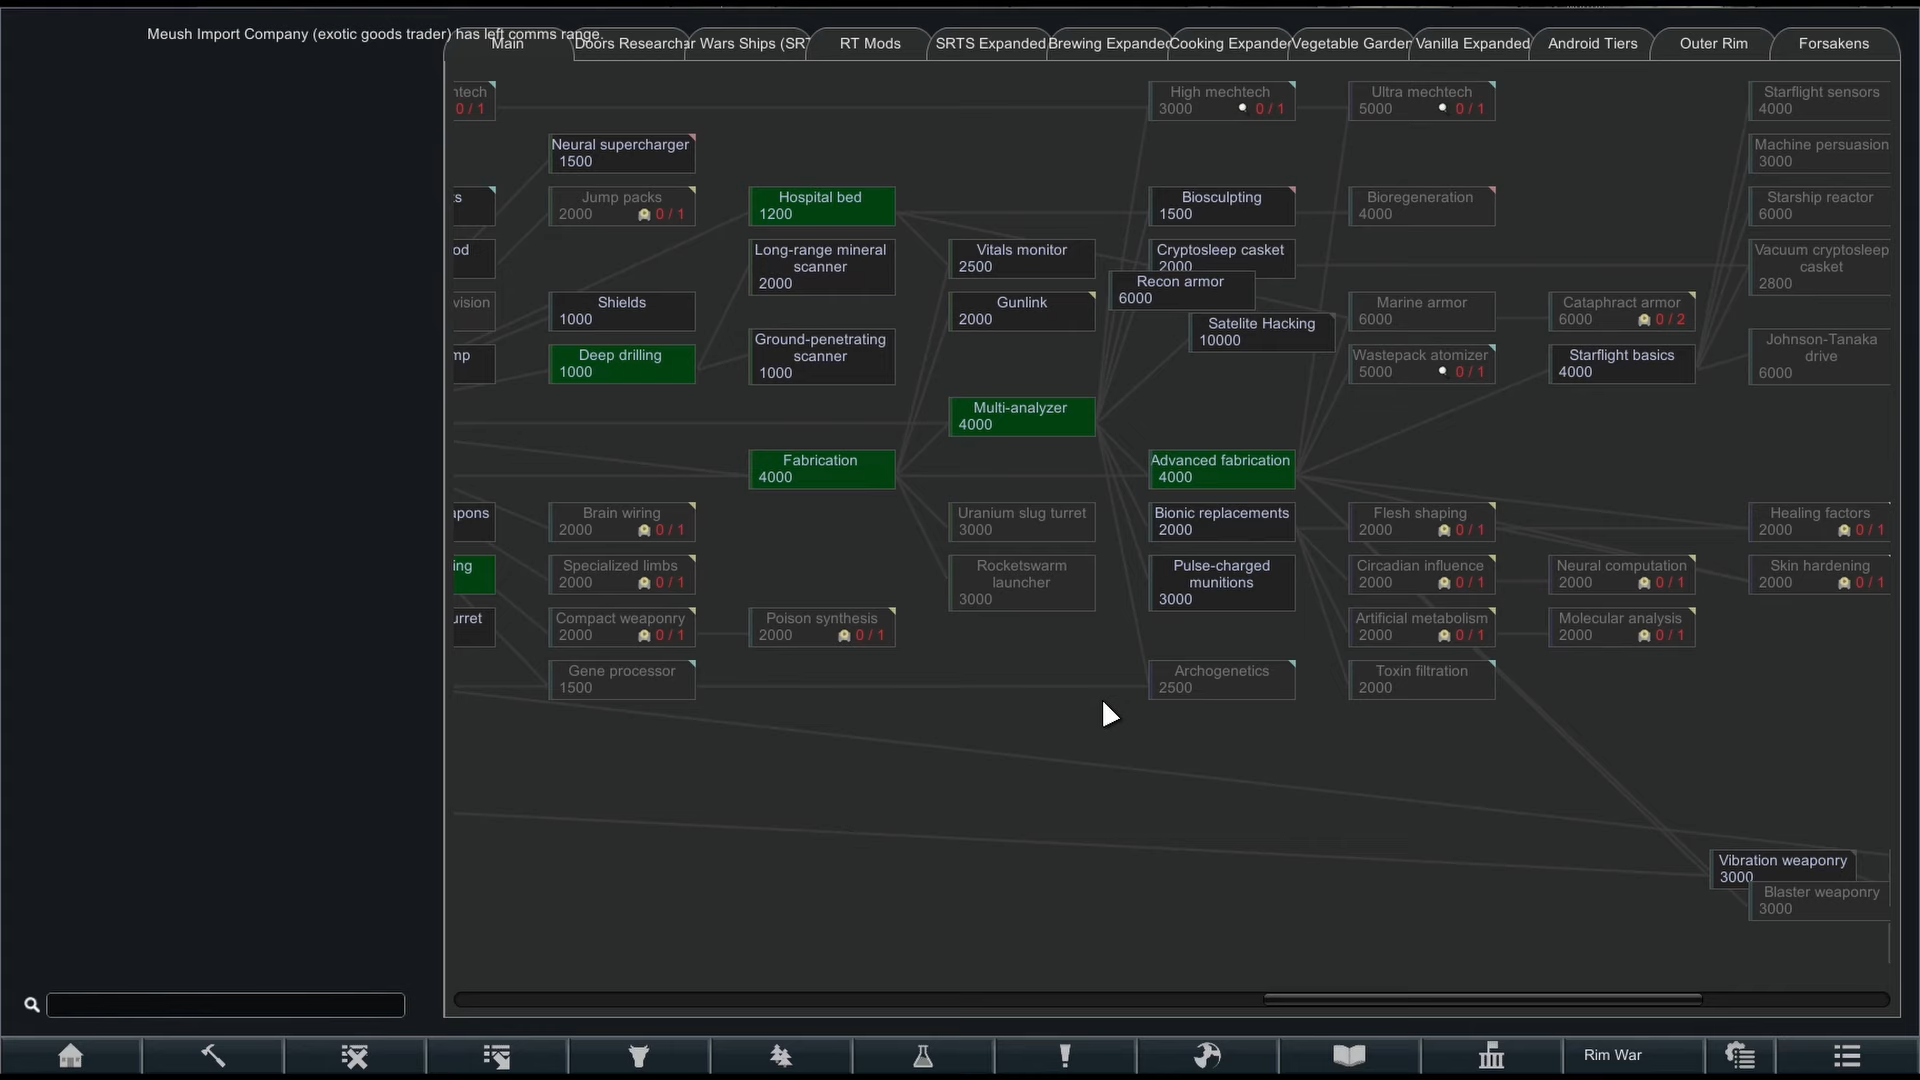 Meush Import Company (exotic goods trader) has left comms range.
Main
Doors Researchar
Wars Ships (SRT
RT Mods
SRTS Expanded
Brewing Expanded
Cooking Expande
Vegetable Garden
Vanilla Expanded
Android Tiers
Outer Rim
Forsakens
htech
0 / 1
High mechtech
3000 0 / 1
Ultra mechtech
5000 0 / 1
Starflight sensors
4000
Neural supercharger
1500
Machine persuasion
3000
ts
Jump packs
2000 0 / 1
Hospital bed
1200
Biosculpting
1500
Bioregeneration
4000
Starship reactor
6000
od
Long-range mineral
scanner
2000
Vitals monitor
2500
Cryptosleep casket
2000
Vacuum cryptosleep
casket
2800
Recon armor
6000
vision
Shields
1000
Gunlink
2000
Satelite Hacking
10000
Marine armor
6000
Cataphract armor
6000 0 / 2
mp
Deep drilling
1000
Ground-penetrating
scanner
1000
Wastepack atomizer
5000 0 / 1
Starflight basics
4000
Johnson-Tanaka
drive
6000
Multi-analyzer
4000
Fabrication
4000
Advanced fabrication
4000
apons
Brain wiring
2000 0 / 1
Uranium slug turret
3000
Bionic replacements
2000
Flesh shaping
2000 0 / 1
Healing factors
2000 0 / 1
ing
Specialized limbs
2000 0 / 1
Rocketswarm
launcher
3000
Pulse-charged
munitions
3000
Circadian influence
2000 0 / 1
Neural computation
2000 0 / 1
Skin hardening
2000 0 / 1
urret
Compact weaponry
2000 0 / 1
Poison synthesis
2000 0 / 1
Artificial metabolism
2000 0 / 1
Molecular analysis
2000 0 / 1
Gene processor
1500
Archogenetics
2500
Toxin filtration
2000
Vibration weaponry
3000
Blaster weaponry
3000
Rim War